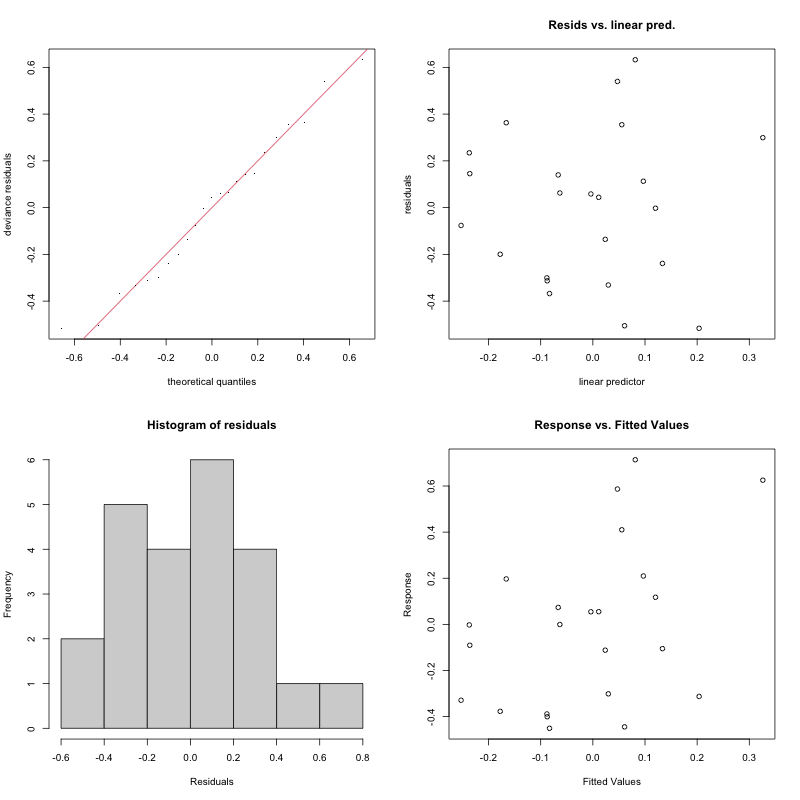 deviance residuals
0.6
0.4
0.2
0.0
-0.2
-0.4
-0.6 -0.4 -0.2 0.0 0.2 0.4 0.6
theoretical quantiles
Resids vs. linear pred.
residuals
0.6
0.4
0.2
0.0
-0.2
-0.4
-0.2 -0.1 0.0 0.1 0.2 0.3
linear predictor
Histogram of residuals
Frequency
6
5
4
3
2
1
0
-0.6 -0.4 -0.2 0.0 0.2 0.4 0.6 0.8
Residuals
Response vs. Fitted Values
Response
0.6
0.4
0.2
0.0
-0.2
-0.4
-0.2 -0.1 0.0 0.1 0.2 0.3
Fitted Values